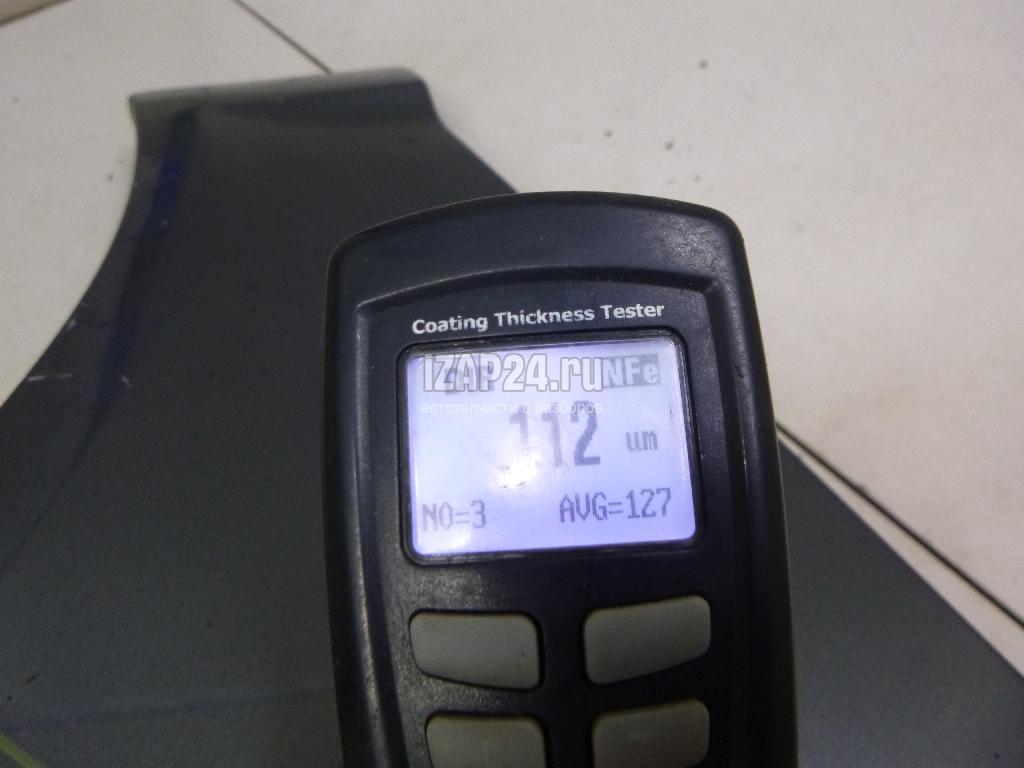 Coating Thickness Tester
IZAP24.ru NFe
автозапчасти с разборов
112 um
NO=3 AVG=127